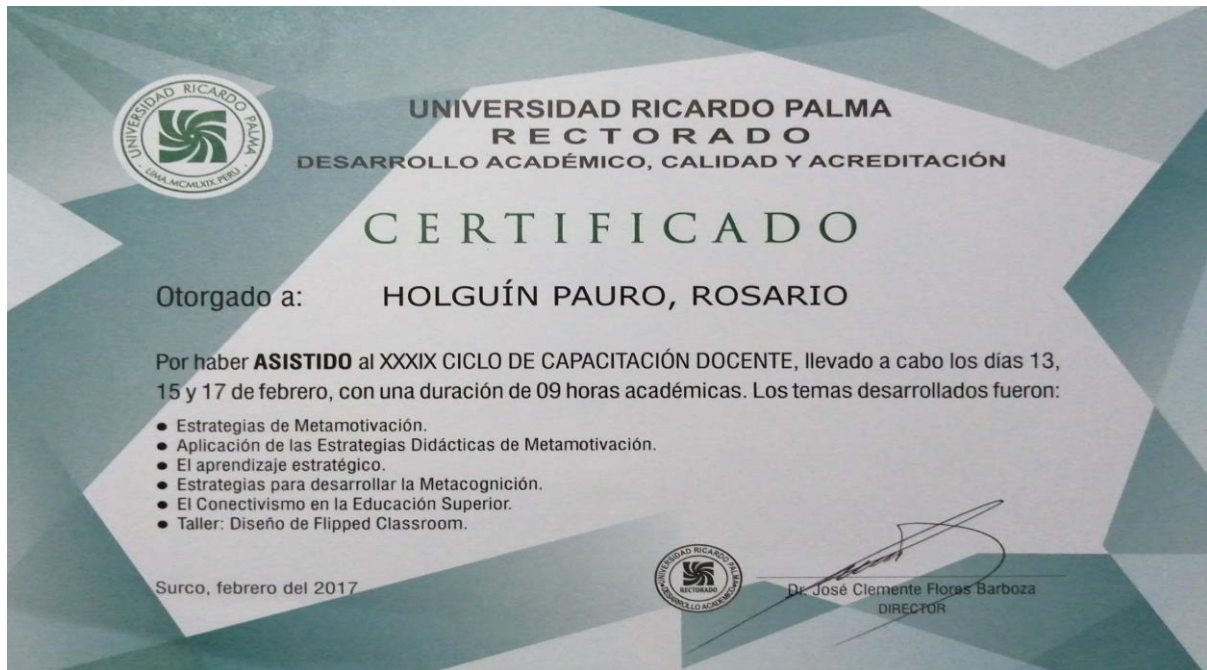 UNIVERSIDAD RICARDO PALMA
LIMA.MCMLXIX.PERU
UNIVERSIDAD RICARDO PALMA
RECTORADO
DESARROLLO ACADÉMICO, CALIDAD Y ACREDITACIÓN
CERTIFICADO
Otorgado a: HOLGUÍN PAURO, ROSARIO
Por haber ASISTIDO al XXXIX CICLO DE CAPACITACIÓN DOCENTE, llevado a cabo los días 13,
15 y 17 de febrero, con una duración de 09 horas académicas. Los temas desarrollados fueron:
● Estrategias de Metamotivación.
● Aplicación de las Estrategias Didácticas de Metamotivación.
● El aprendizaje estratégico.
● Estrategias para desarrollar la Metacognición.
● El Conectivismo en la Educación Superior.
● Taller: Diseño de Flipped Classroom.
Surco, febrero del 2017
UNIVERSIDAD RICARDO PALMA
RECTORADO
DESARROLLO ACADÉMICO
Dr. José Clemente Flores Barboza
DIRECTOR